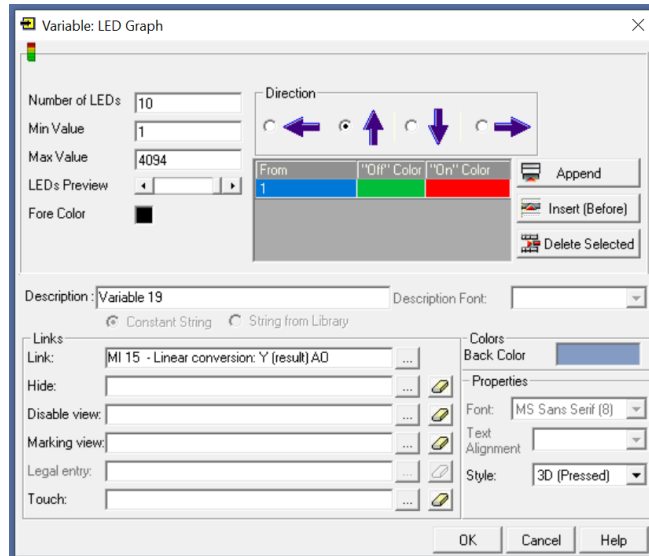 Variable: LED Graph
Number of LEDs 10
Min Value 1
Max Value 4094
LEDs Preview
Fore Color
Direction
From "Off" Color "On" Color
1
Append
Insert (Before)
Delete Selected
Description : Variable 19
Description Font:
Constant String String from Library
Links
Link: MI 15 - Linear conversion: Y (result) AO
Hide:
Disable view:
Marking view:
Legal entry:
Touch:
Colors
Back Color
Properties
Font: MS Sans Serif (8)
Text
Alignment
Style: 3D (Pressed)
OK Cancel Help